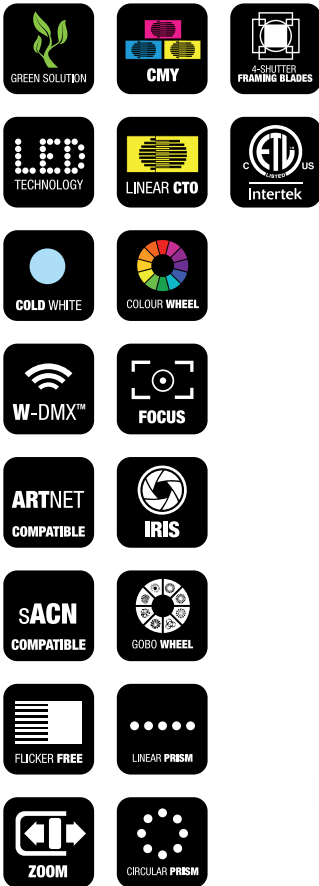 GREEN SOLUTION
CMY
4-SHUTTER
FRAMING BLADES
LED
TECHNOLOGY
LINEAR CTO
C ETL US
LISTED
Intertek
COLD WHITE
COLOUR WHEEL
W-DMX™
FOCUS
ARTNET
COMPATIBLE
IRIS
sACN
COMPATIBLE
GOBO WHEEL
FLICKER FREE
LINEAR PRISM
ZOOM
CIRCULAR PRISM